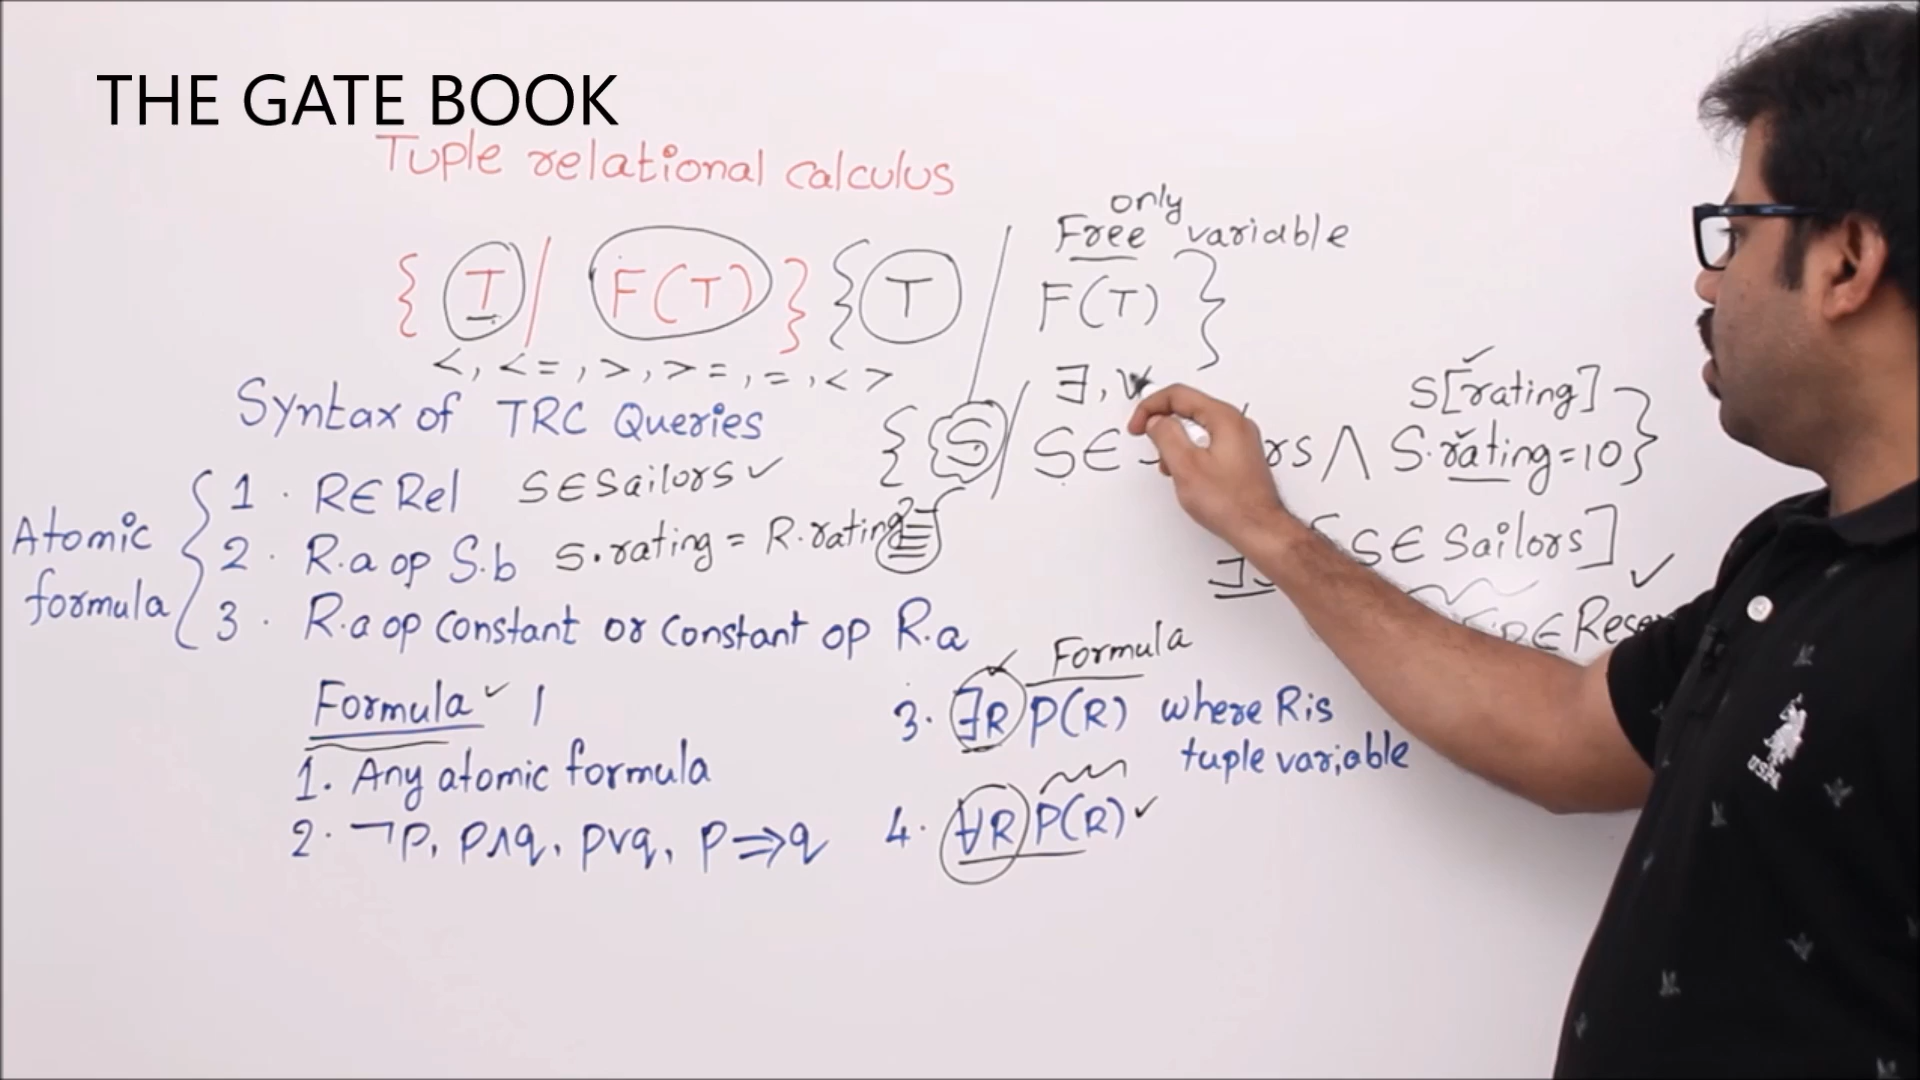 THE GATE BOOK
Tuple relational calculus
{ T / F(T) } { T / F(T) }
only
Free variable
<, <=, >, >=, =, <>
∃, ∀
Syntax of TRC Queries
S[rating]
{ S / S∈ rs ∧ S.rating=10 }
Atomic formula
1. R∈Rel S∈Sailors ✓
2. R.a op S.b S.rating = R.rating
3. R.a op constant or constant op R.a
S∈Sailors]
Formula ✓
1. Any atomic formula
2. ¬p, p∧q, p∨q, p⇒q
Formula
3. ∃R P(R) where R is
tuple variable
4. ∀R P(R) ✓
USPA